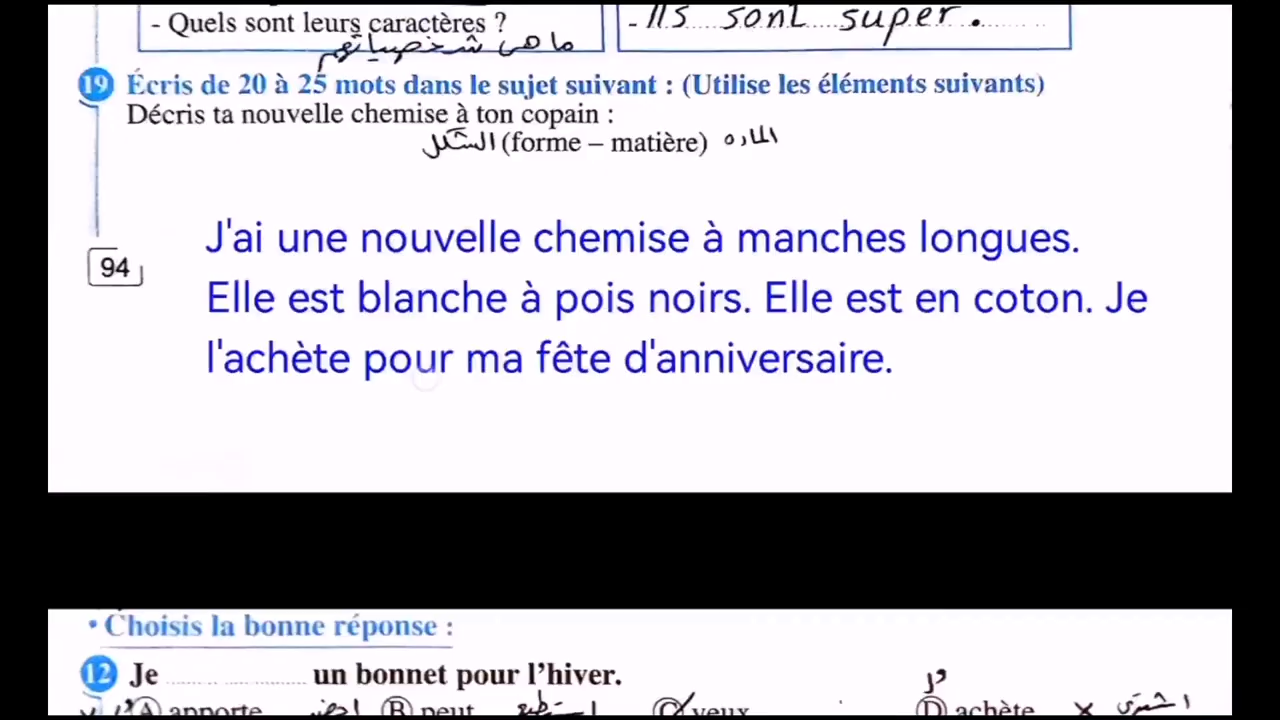 - Quels sont leurs caractères ? - Ils sont super.
ما هى شخصياتهم
19 Écris de 20 à 25 mots dans le sujet suivant : (Utilise les éléments suivants)
Décris ta nouvelle chemise à ton copain :
الشكل (forme – matière) المادة
J'ai une nouvelle chemise à manches longues.
94
Elle est blanche à pois noirs. Elle est en coton. Je
l'achète pour ma fête d'anniversaire.
• Choisis la bonne réponse :
12 Je ........ un bonnet pour l'hiver.
A apporte B peut استطيع C veux D achète اشترى